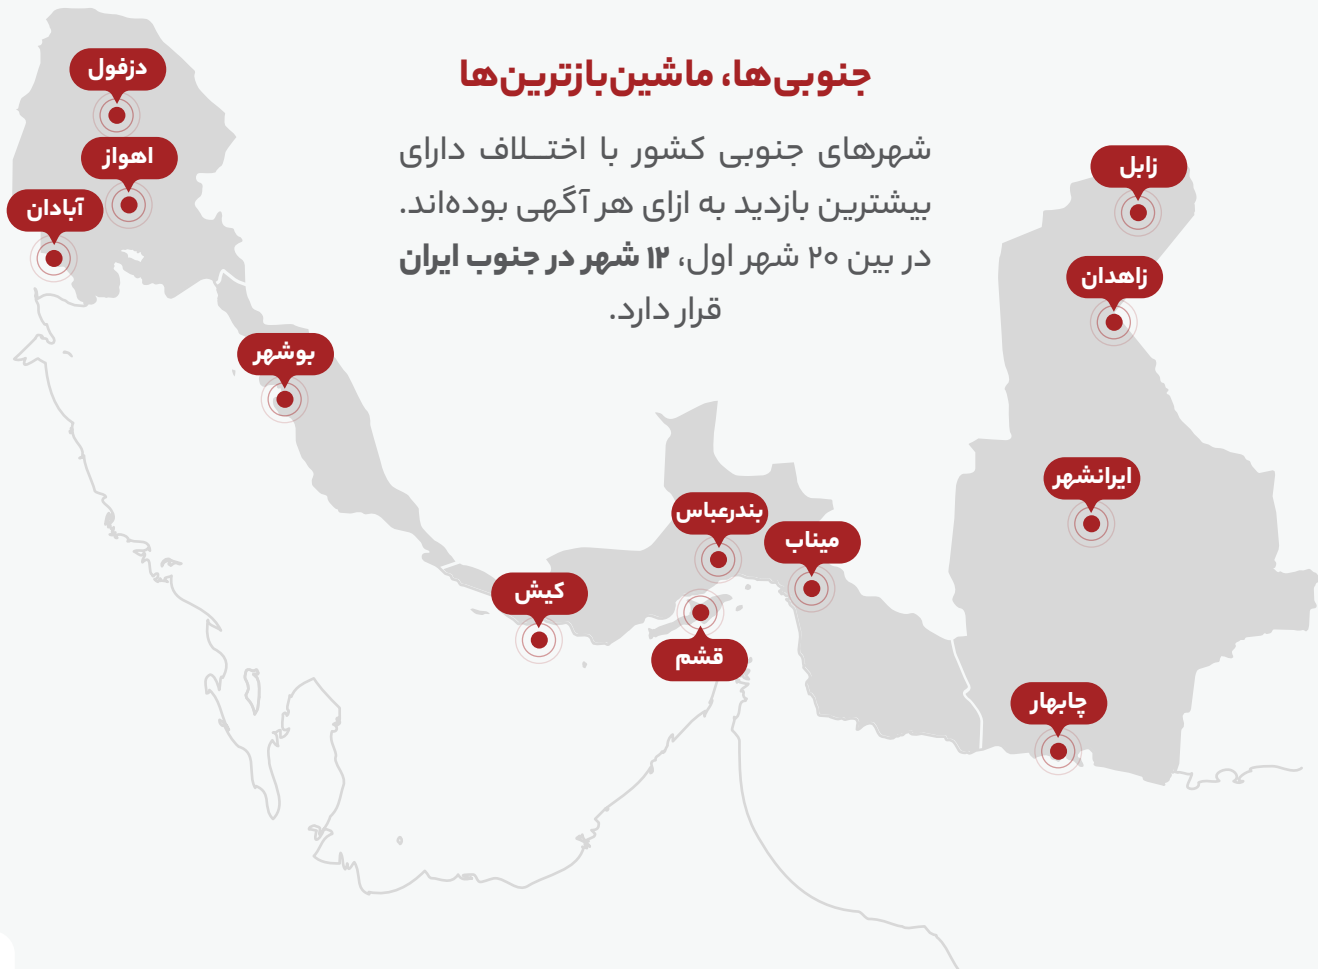 جنوبی‌ها، ماشین‌بازترین‌ها
شهرهای جنوبی کشور با اختـلاف دارای
بیشترین بازدید به ازای هر آگهی بوده‌اند.
در بین ۲۰ شهر اول، ۱۲ شهر در جنوب ایران
قرار دارد.
دزفول
اهواز
آبادان
بوشهر
زابل
زاهدان
ایرانشهر
بندرعباس
میناب
کیش
قشم
چابهار